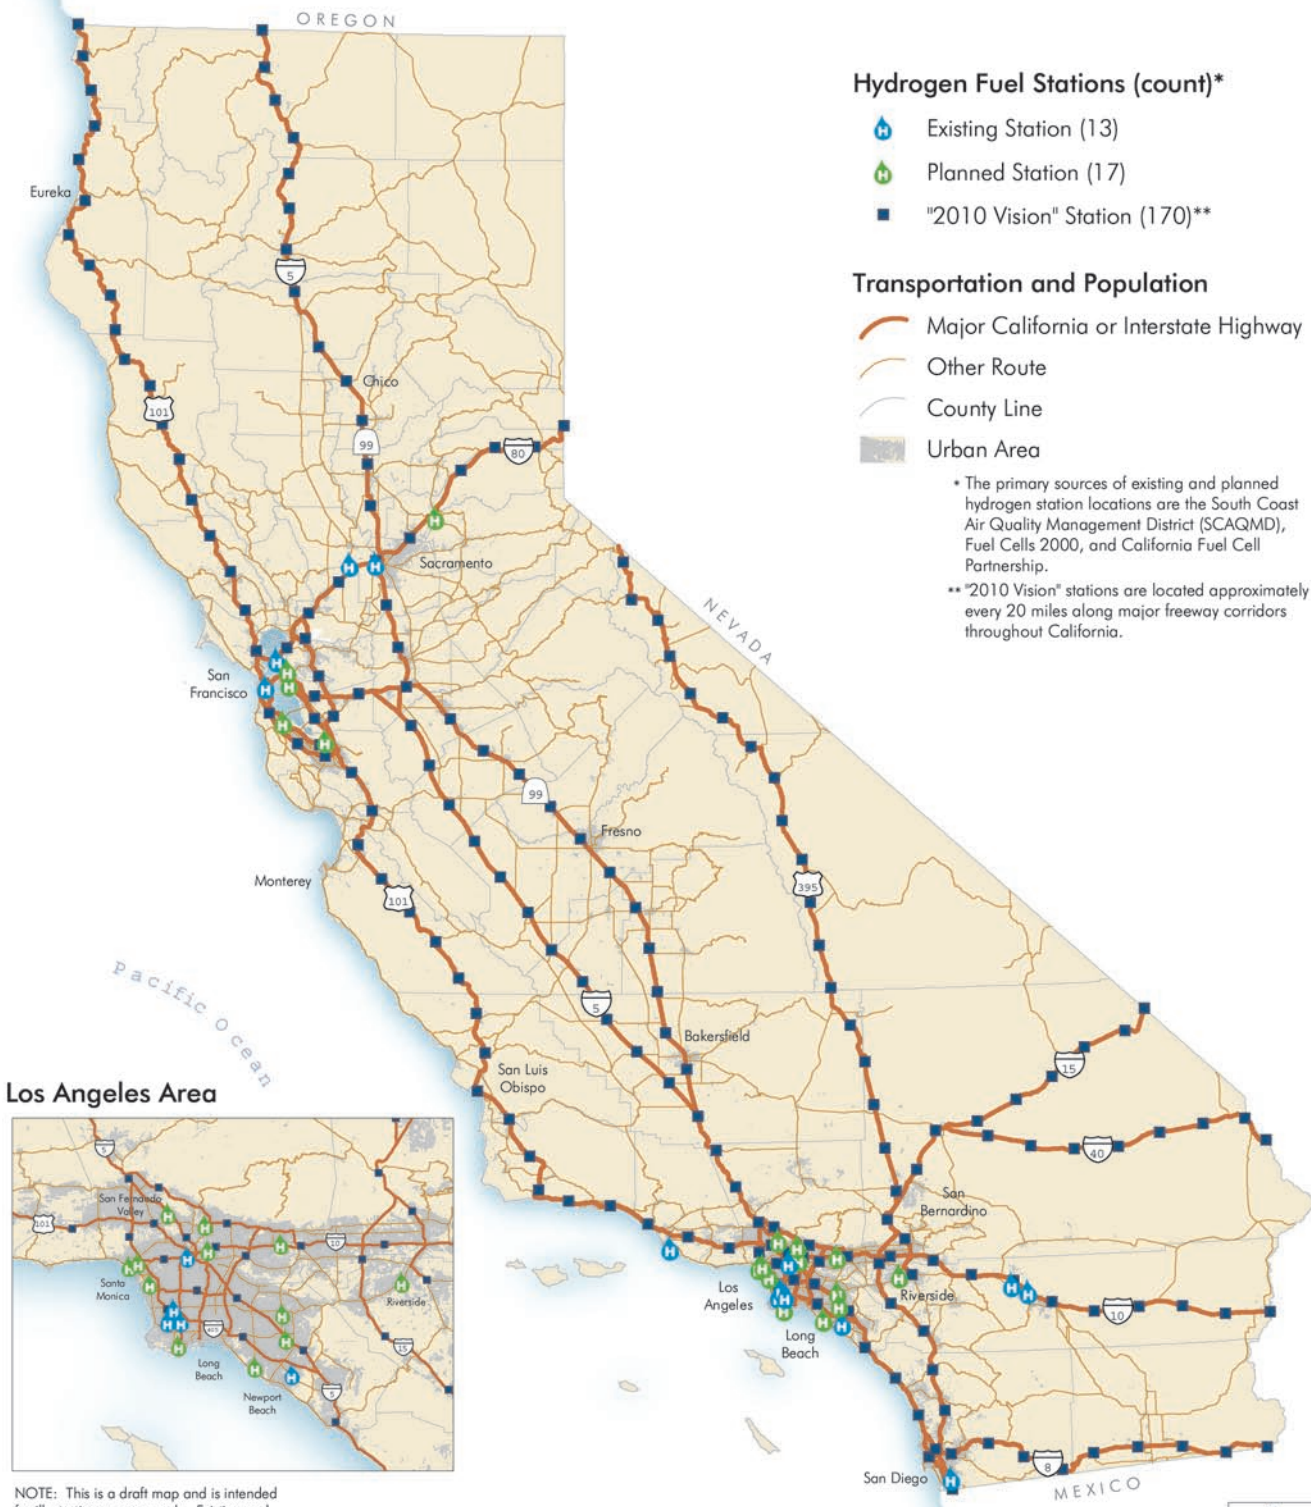 OREGON
Hydrogen Fuel Stations (count)*
H Existing Station (13)
H Planned Station (17)
"2010 Vision" Station (170)**
Transportation and Population
Major California or Interstate Highway
Other Route
County Line
Urban Area
* The primary sources of existing and planned
hydrogen station locations are the South Coast
Air Quality Management District (SCAQMD),
Fuel Cells 2000, and California Fuel Cell
Partnership.
** "2010 Vision" stations are located approximately
every 20 miles along major freeway corridors
throughout California.
Eureka
5
Chico
101
99
80
Sacramento
NEVADA
San
Francisco
99
Fresno
Monterey
101
395
Pacific Ocean
5
Bakersfield
San Luis
Obispo
15
40
San
Bernardino
Los
Angeles
Riverside
10
Long
Beach
San Diego
8
MEXICO
Los Angeles Area
5
San Fernando
Valley
101
10
Santa
Monica
Riverside
405
15
Long
Beach
Newport
Beach
5
NOTE: This is a draft map and is intended